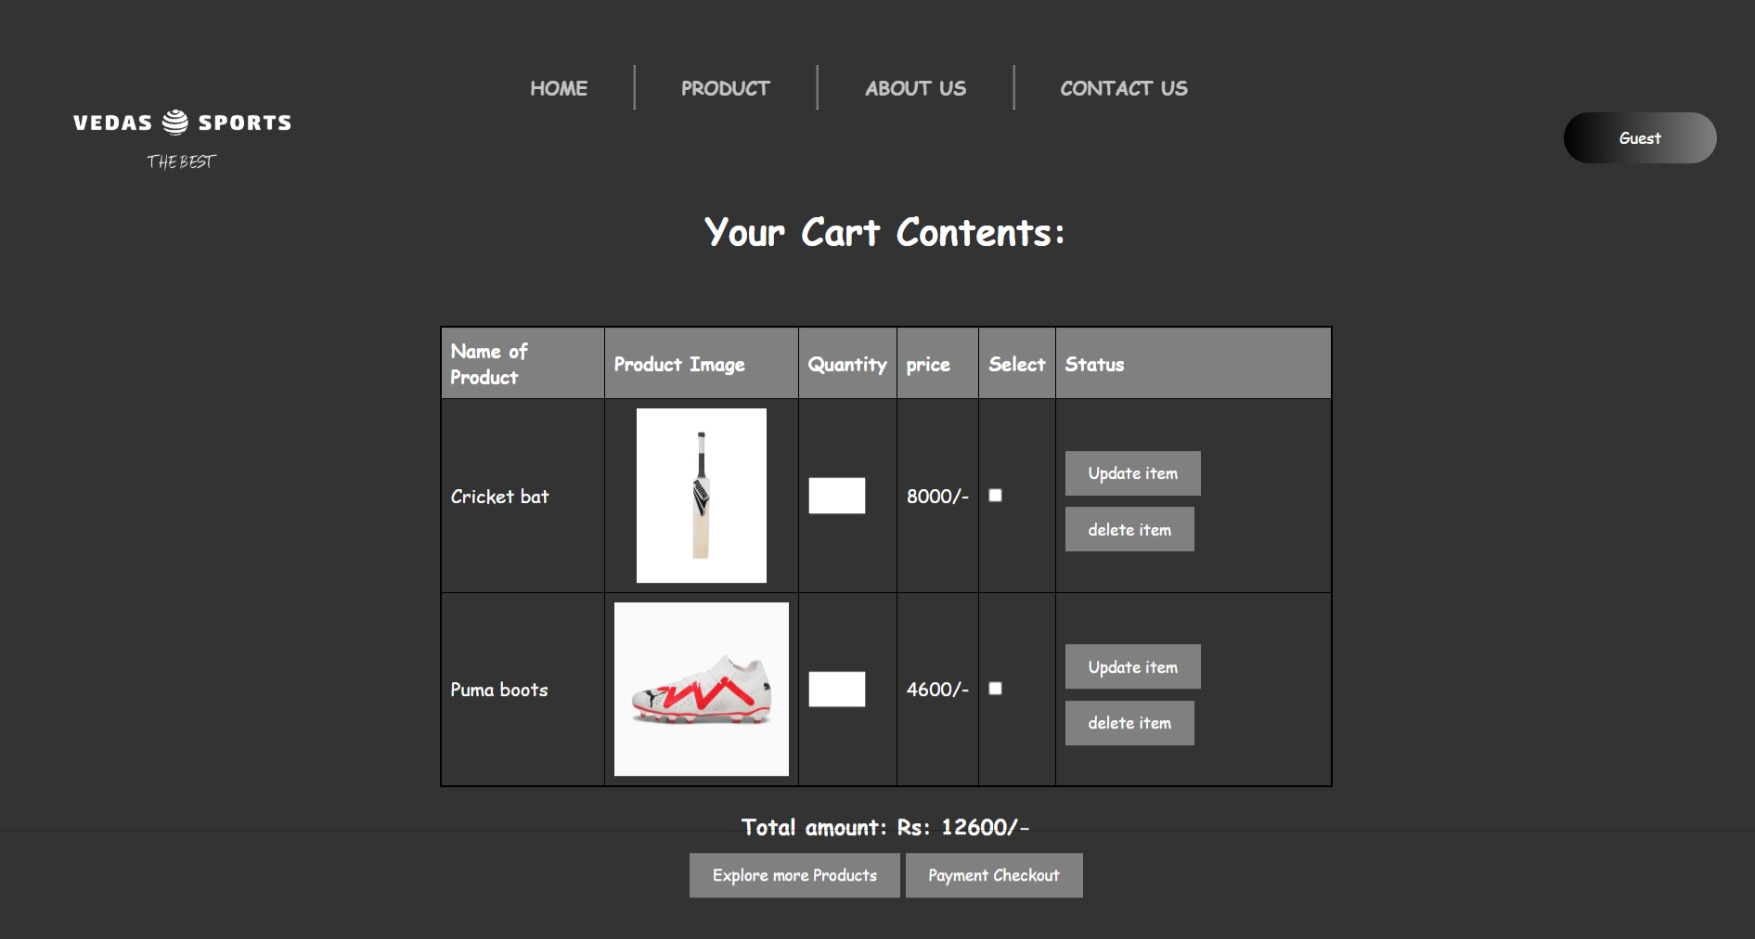 HOME PRODUCT ABOUT US CONTACT US
VEDAS SPORTS
THE BEST
Guest
Your Cart Contents:
Name of
Product
Product Image
Quantity
price
Select
Status
Cricket bat
8000/-
Update item
delete item
Puma boots
4600/-
Update item
delete item
Total amount: Rs: 12600/-
Explore more Products
Payment Checkout